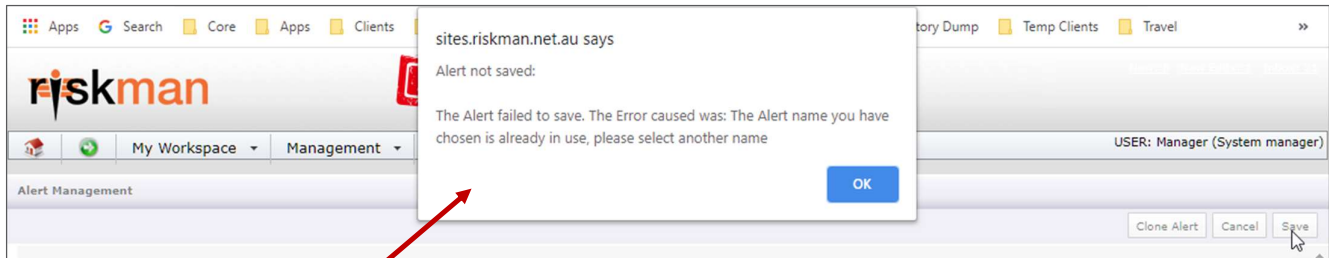 Apps Search Core Apps Clients
tory Dump Temp Clients Travel »
sites.riskman.net.au says
Alert not saved:
The Alert failed to save. The Error caused was: The Alert name you have
chosen is already in use, please select another name
OK
riskman
My Workspace Management
USER: Manager (System manager)
Alert Management
Clone Alert Cancel Save